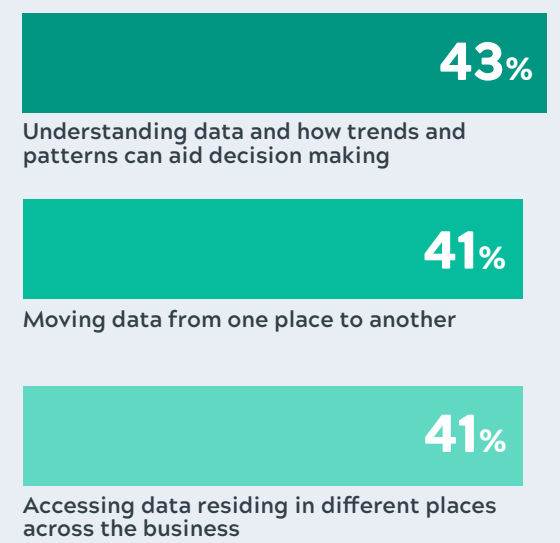 43%
Understanding data and how trends and
patterns can aid decision making
41%
Moving data from one place to another
41%
Accessing data residing in different places
across the business